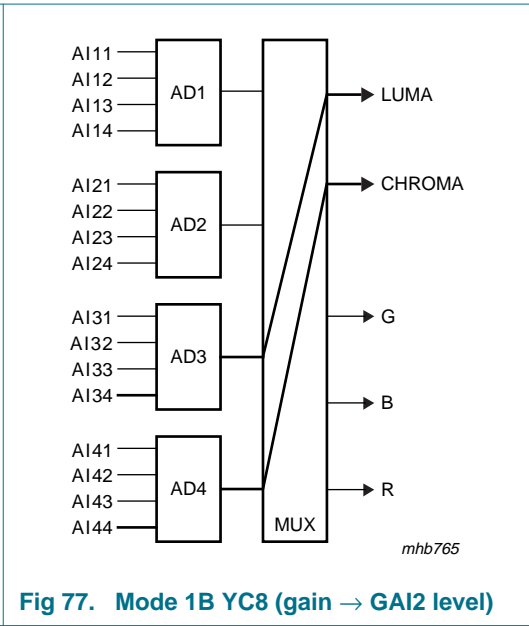 AI11
AI12
AI13
AI14
AD1
AI21
AI22
AI23
AI24
AD2
AI31
AI32
AI33
AI34
AD3
AI41
AI42
AI43
AI44
AD4
MUX
LUMA
CHROMA
G
B
R
mhb765
Fig 77. Mode 1B YC8 (gain → GAI2 level)